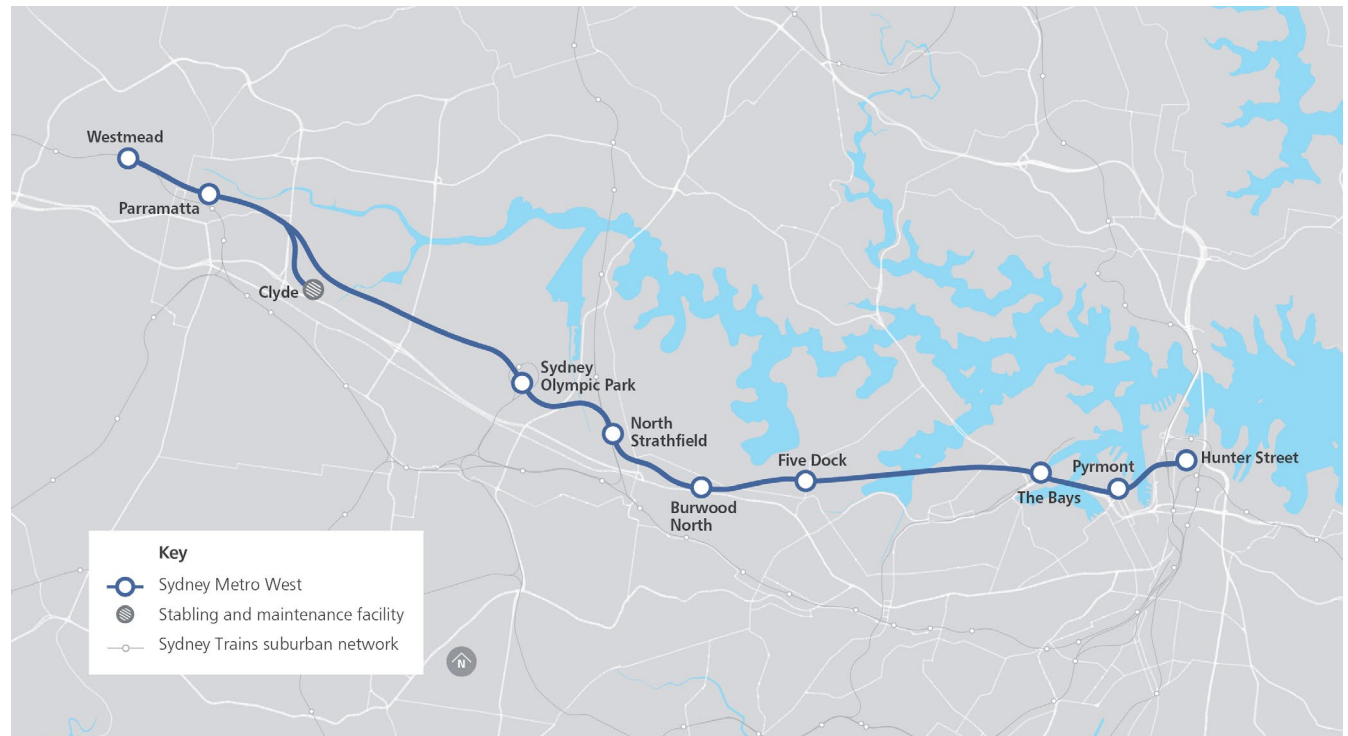 Westmead
Parramatta
Clyde
Sydney
Olympic Park
North
Strathfield
Burwood
North
Five Dock
The Bays
Pyrmont
Hunter Street
Key
Sydney Metro West
Stabling and maintenance facility
Sydney Trains suburban network
N